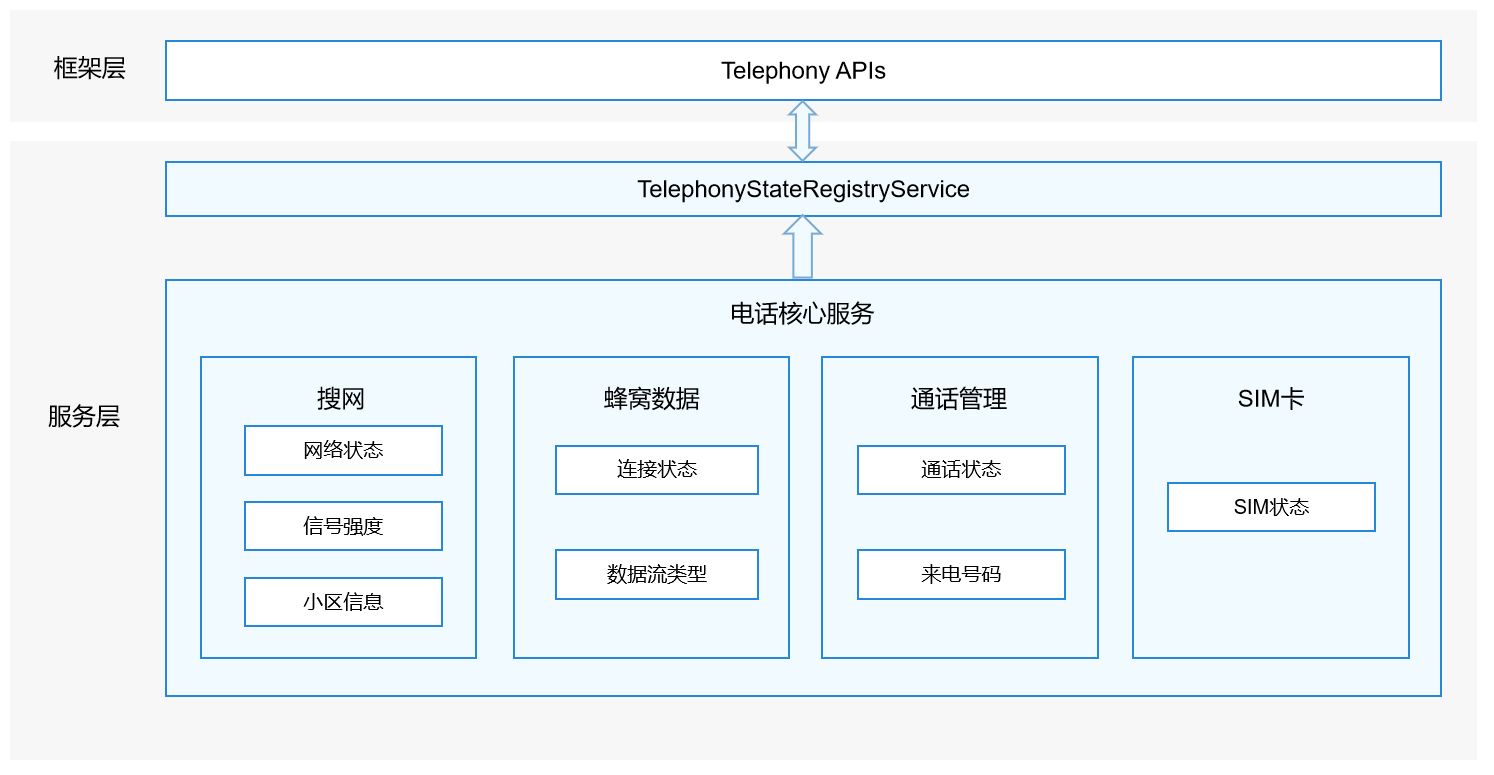 框架层
Telephony APIs
TelephonyStateRegistryService
服务层
电话核心服务
搜网
网络状态
信号强度
小区信息
蜂窝数据
连接状态
数据流类型
通话管理
通话状态
来电号码
SIM卡
SIM状态